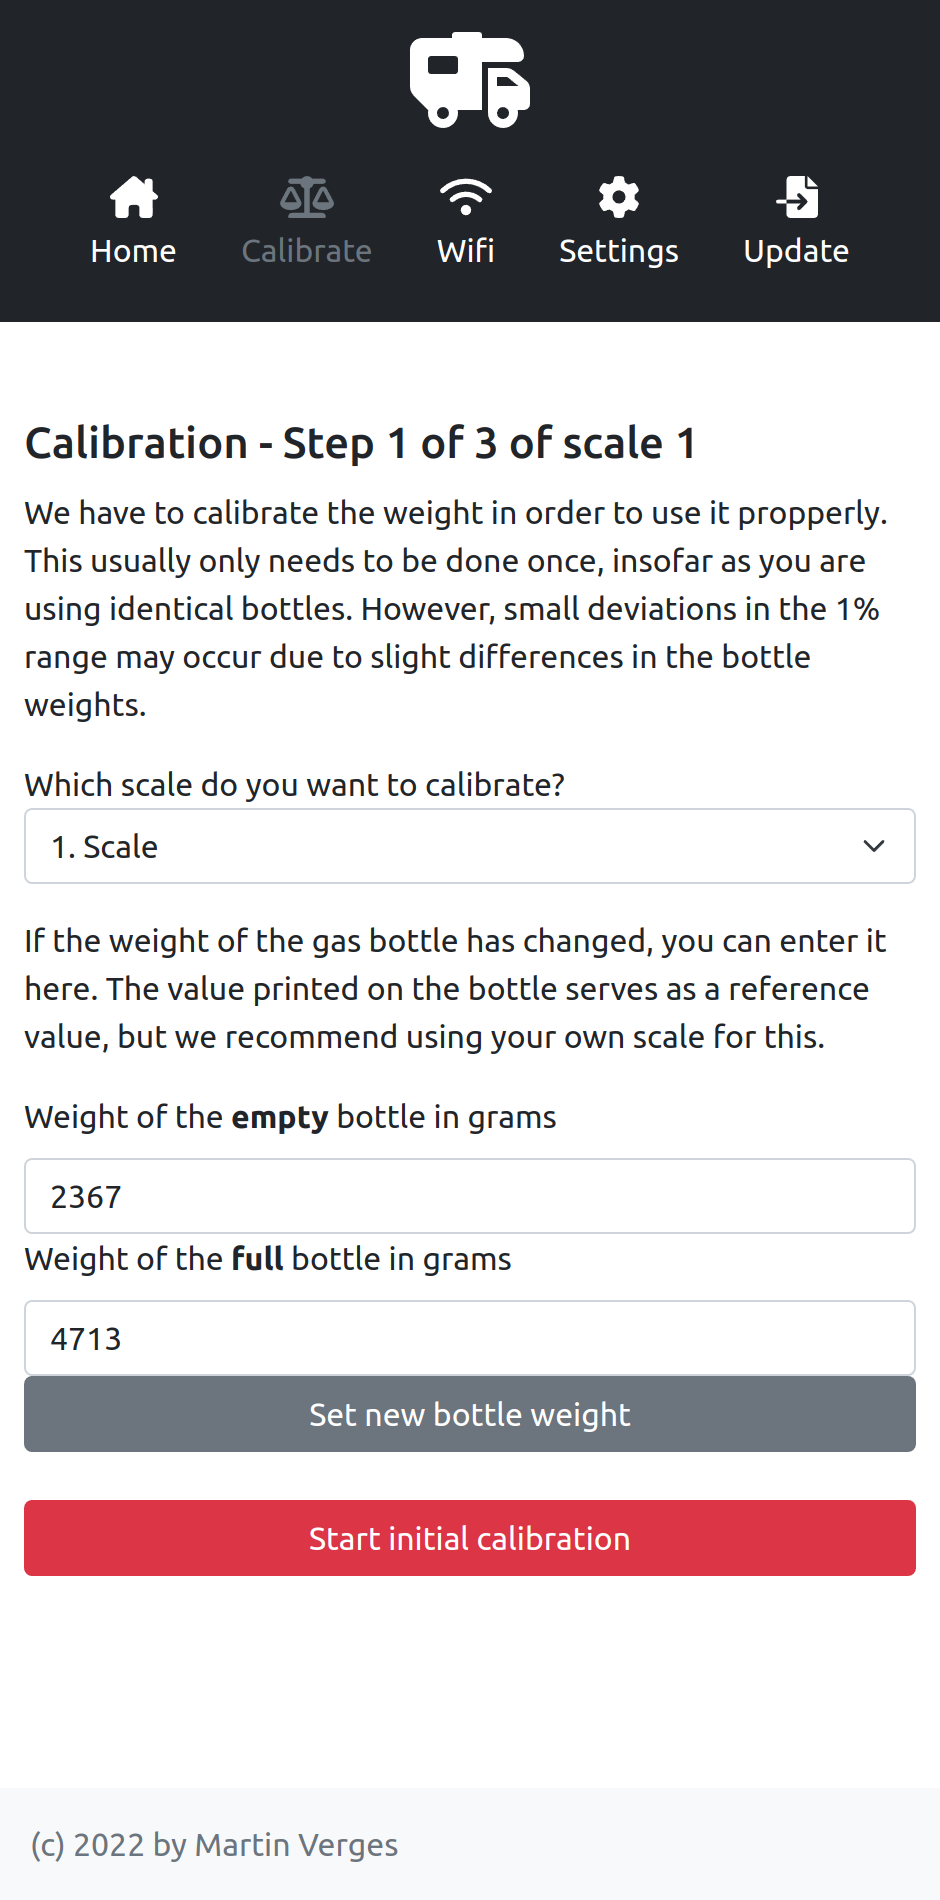 Home Calibrate Wifi Settings Update
Calibration - Step 1 of 3 of scale 1
We have to calibrate the weight in order to use it propperly.
This usually only needs to be done once, insofar as you are
using identical bottles. However, small deviations in the 1%
range may occur due to slight differences in the bottle
weights.
Which scale do you want to calibrate?
1. Scale
If the weight of the gas bottle has changed, you can enter it
here. The value printed on the bottle serves as a reference
value, but we recommend using your own scale for this.
Weight of the empty bottle in grams
2367
Weight of the full bottle in grams
4713
Set new bottle weight
Start initial calibration
(c) 2022 by Martin Verges